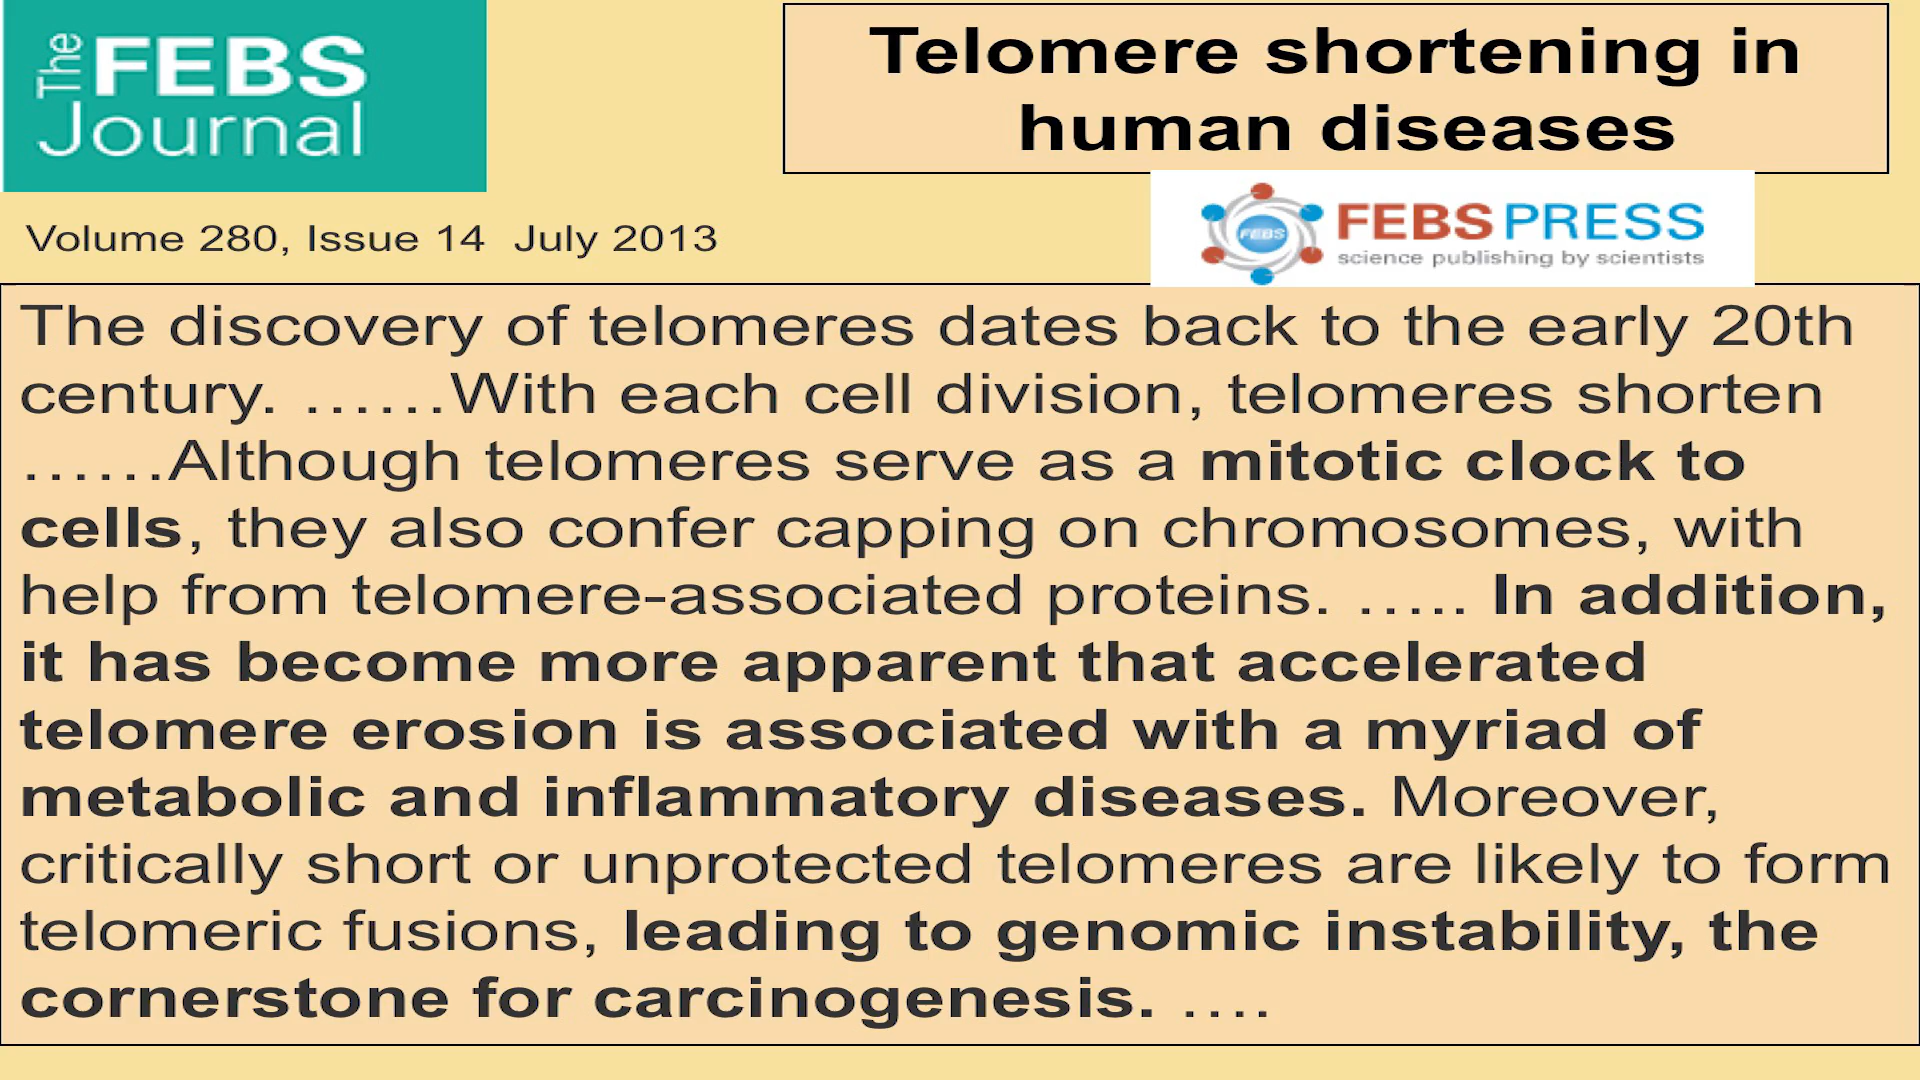 The FEBS
Journal
Telomere shortening in
human diseases
Volume 280, Issue 14  July 2013
FEBS
FEBS PRESS
science publishing by scientists
The discovery of telomeres dates back to the early 20th
century. ……With each cell division, telomeres shorten
……Although telomeres serve as a mitotic clock to
cells, they also confer capping on chromosomes, with
help from telomere-associated proteins. ….. In addition,
it has become more apparent that accelerated
telomere erosion is associated with a myriad of
metabolic and inflammatory diseases. Moreover,
critically short or unprotected telomeres are likely to form
telomeric fusions, leading to genomic instability, the
cornerstone for carcinogenesis. ….